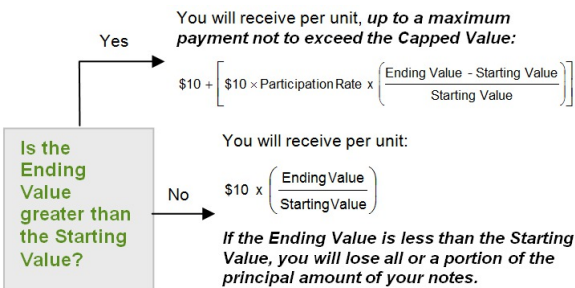 You will receive per unit, up to a maximum
payment not to exceed the Capped Value:
Yes
$10 + [ $10 × Participation Rate x ( Ending Value - Starting Value / Starting Value ) ]
Is the
Ending
Value
greater than
the Starting
Value?
No
You will receive per unit:
$10 x ( Ending Value / Starting Value )
If the Ending Value is less than the Starting
Value, you will lose all or a portion of the
principal amount of your notes.